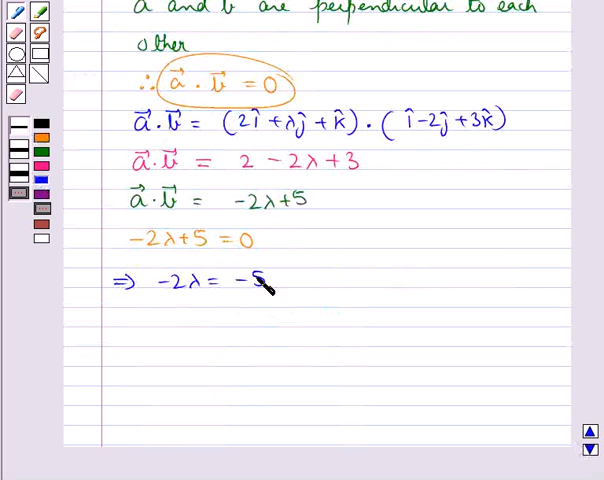 a and b are perpendicular to each
other
∴ a⃗ . b⃗ = 0
a⃗ . b⃗ = (2î + λĵ + k̂) . (î - 2ĵ + 3k̂)
a⃗ . b⃗ = 2 - 2λ + 3
a⃗ . b⃗ = -2λ + 5
-2λ + 5 = 0
⇒ -2λ = -5